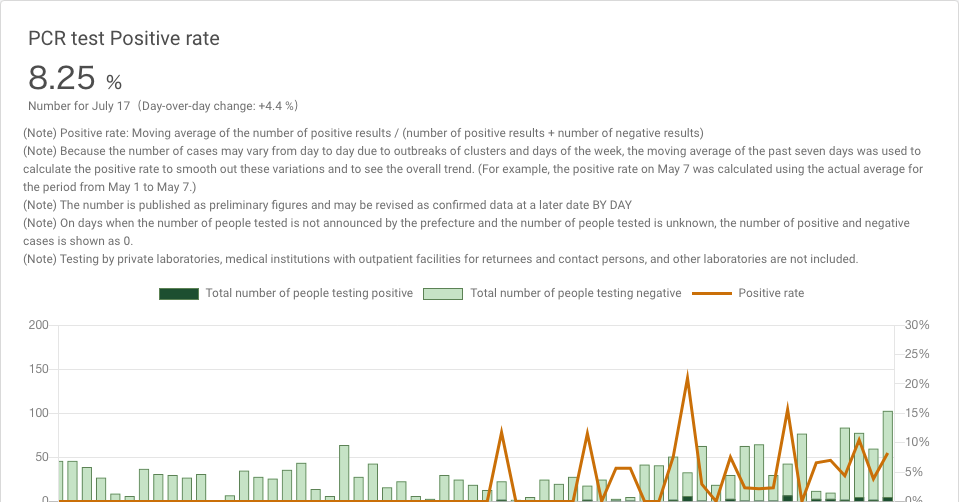 PCR test Positive rate
8.25 %
Number for July 17 (Day-over-day change: +4.4 %)
(Note) Positive rate: Moving average of the number of positive results / (number of positive results + number of negative results)
(Note) Because the number of cases may vary from day to day due to outbreaks of clusters and days of the week, the moving average of the past seven days was used to
calculate the positive rate to smooth out these variations and to see the overall trend. (For example, the positive rate on May 7 was calculated using the actual average for
the period from May 1 to May 7.)
(Note) The number is published as preliminary figures and may be revised as confirmed data at a later date BY DAY
(Note) On days when the number of people tested is not announced by the prefecture and the number of people tested is unknown, the number of positive and negative
cases is shown as 0.
(Note) Testing by private laboratories, medical institutions with outpatient facilities for returnees and contact persons, and other laboratories are not included.
Total number of people testing positive Total number of people testing negative Positive rate
200 30%
25%
150
20%
100 15%
10%
50
5%
0 0%